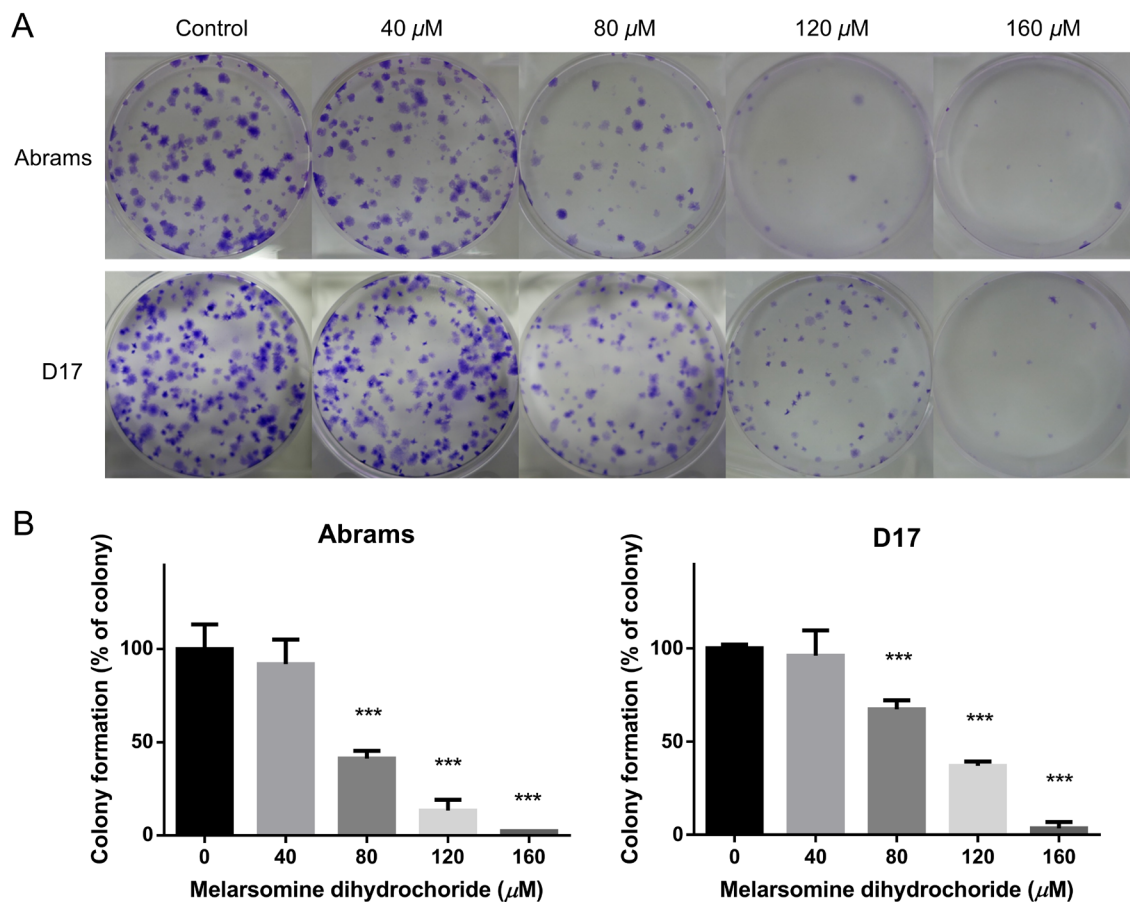 A
Control 40 µM 80 µM 120 µM 160 µM
Abrams
D17
B
Abrams
Colony formation (% of colony)
100
50
0
0 40 80 120 160
*** *** ***
Melarsomine dihydrochoride (µM)
D17
Colony formation (% of colony)
100
50
0
0 40 80 120 160
*** *** ***
Melarsomine dihydrochoride (µM)